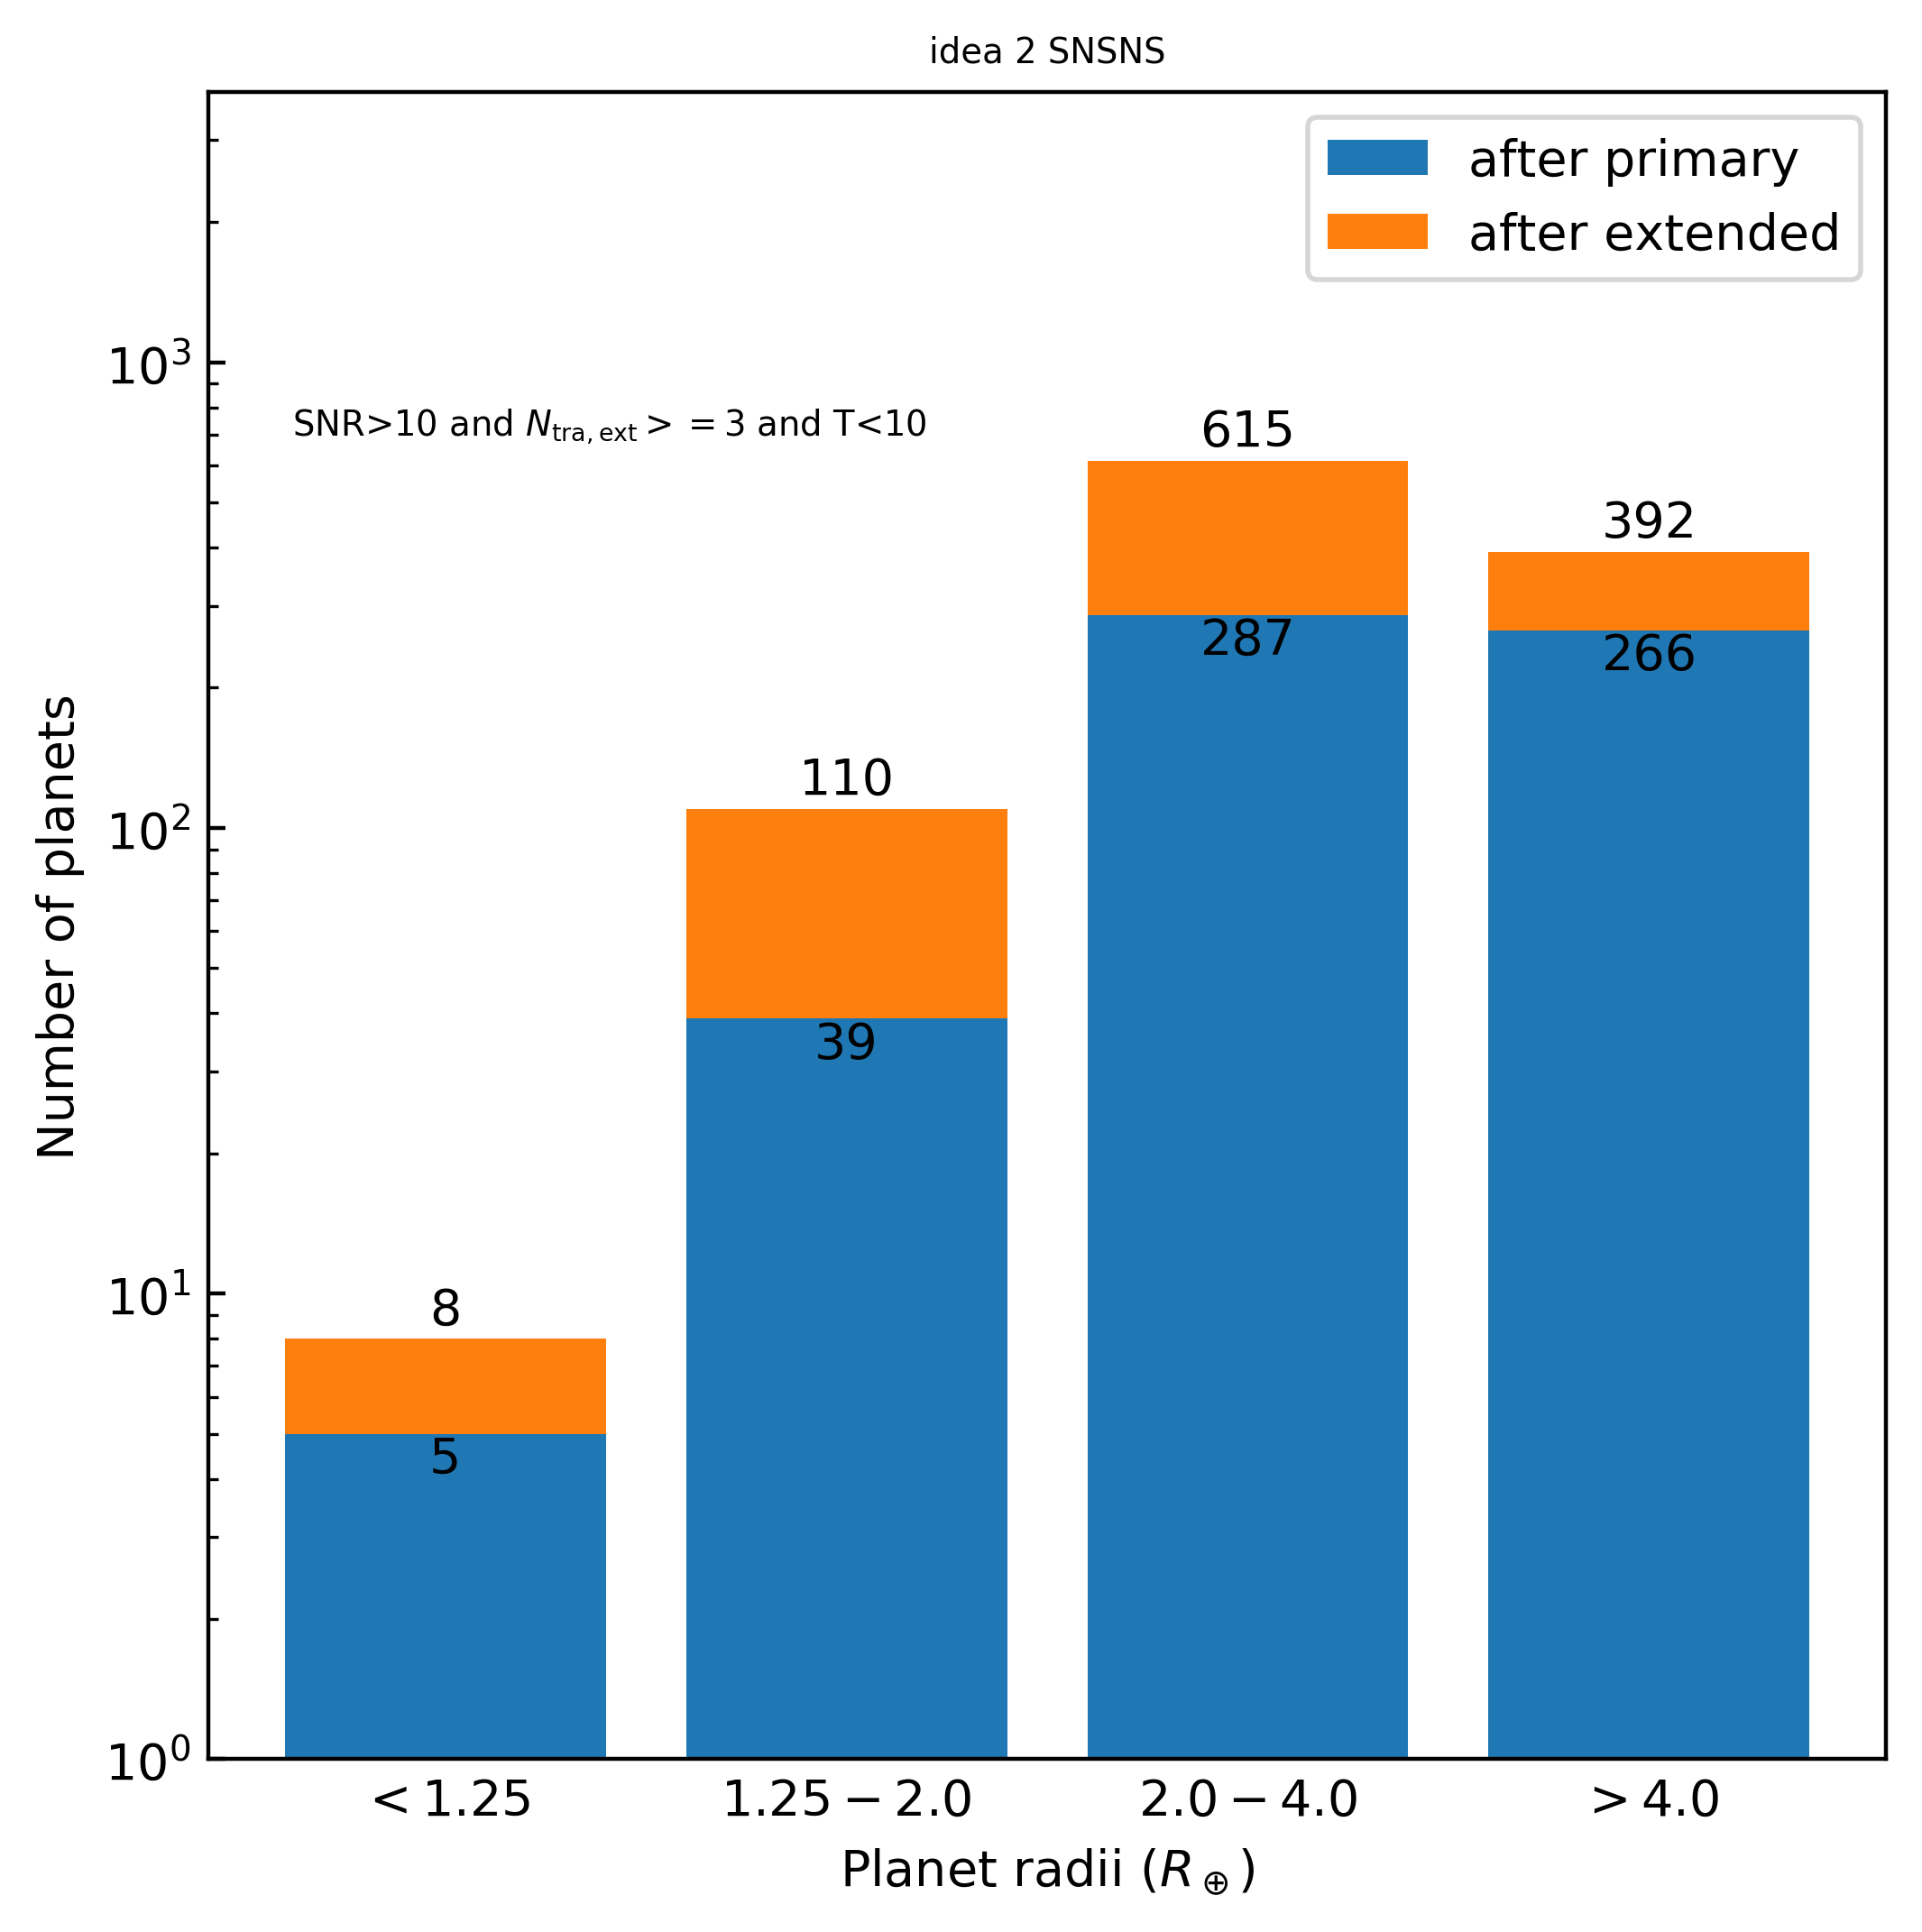 idea 2 SNSNS
after primary
after extended
10³
SNR>10 and N_tra,ext >=3 and T<10
615
392
287
266
Number of planets
110
10²
39
10¹
8
5
10⁰
<1.25
1.25−2.0
2.0−4.0
>4.0
Planet radii (R⊕)